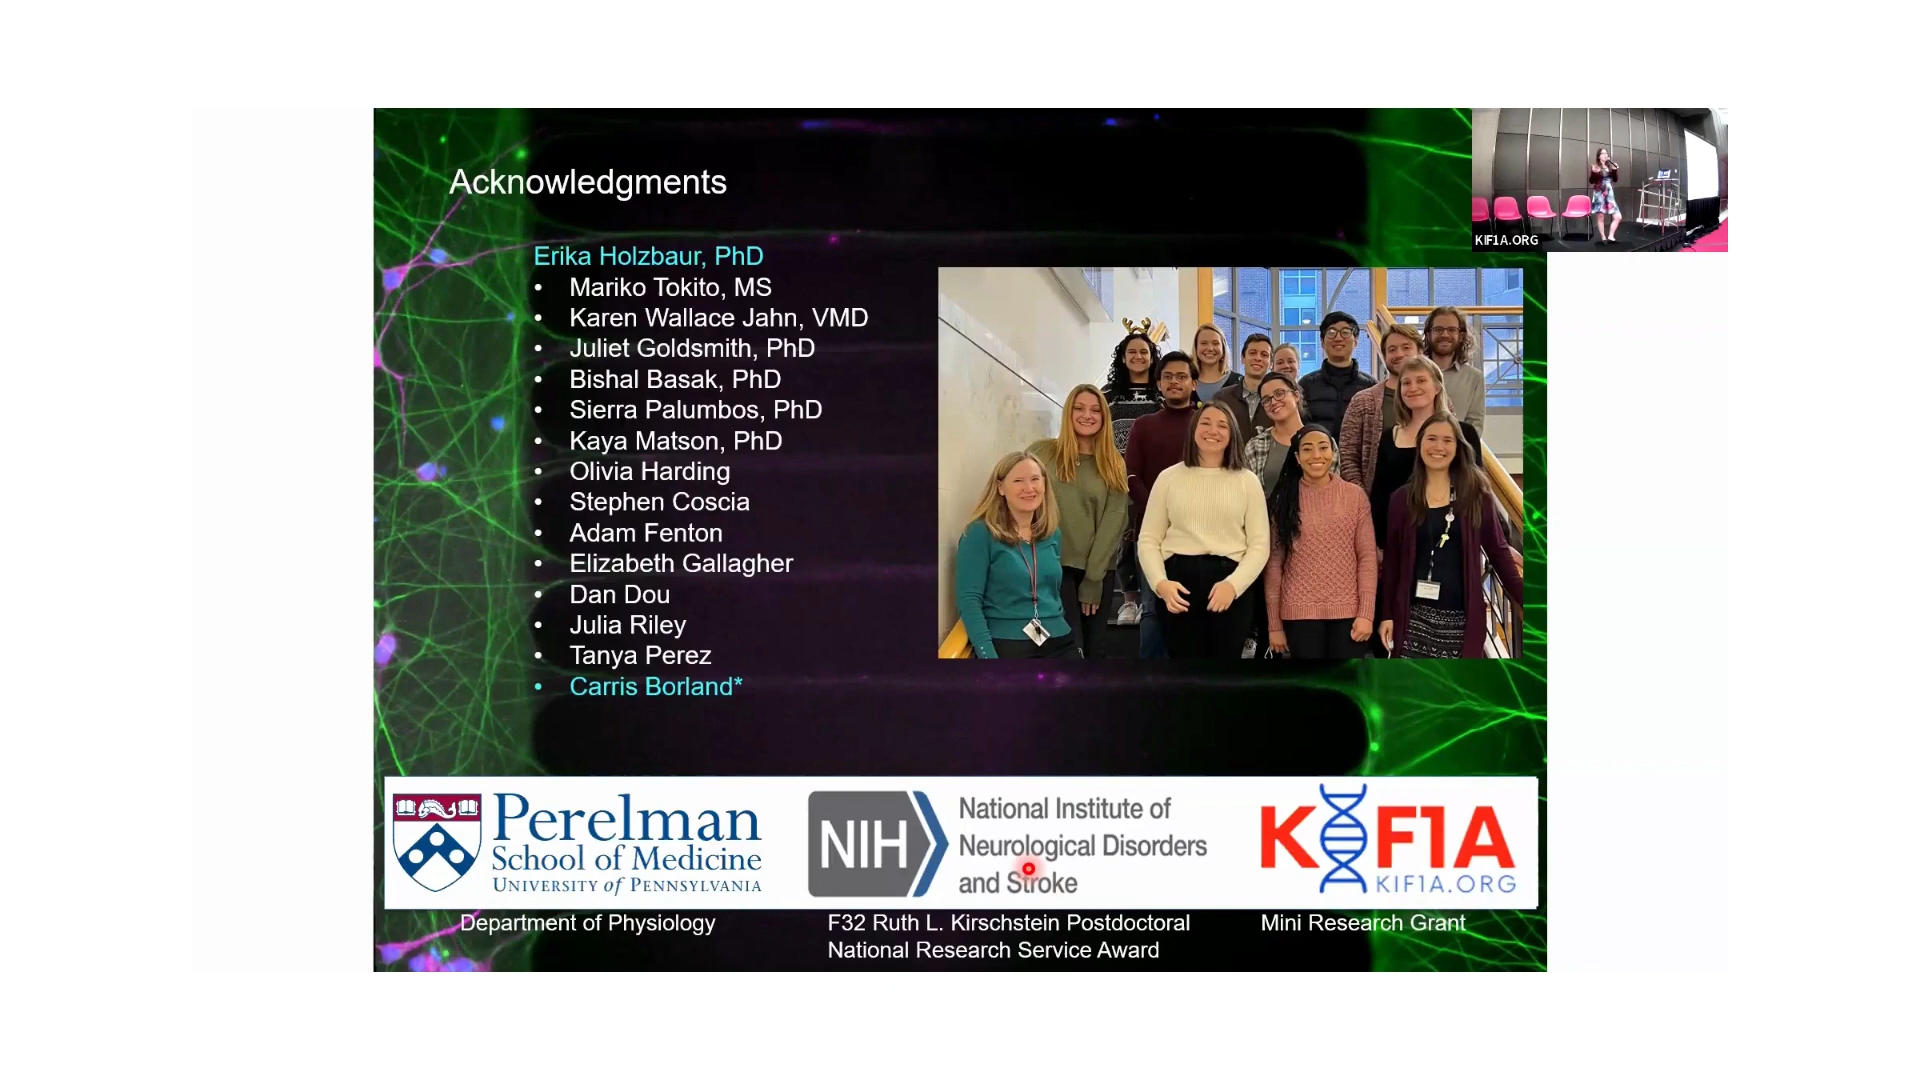 Acknowledgments
KIF1A.ORG
Erika Holzbaur, PhD
• Mariko Tokito, MS
• Karen Wallace Jahn, VMD
• Juliet Goldsmith, PhD
• Bishal Basak, PhD
• Sierra Palumbos, PhD
• Kaya Matson, PhD
• Olivia Harding
• Stephen Coscia
• Adam Fenton
• Elizabeth Gallagher
• Dan Dou
• Julia Riley
• Tanya Perez
• Carris Borland*
Perelman
School of Medicine
University of Pennsylvania
NIH
National Institute of
Neurological Disorders
and Stroke
KIF1A
KIF1A.ORG
Department of Physiology
F32 Ruth L. Kirschstein Postdoctoral
National Research Service Award
Mini Research Grant